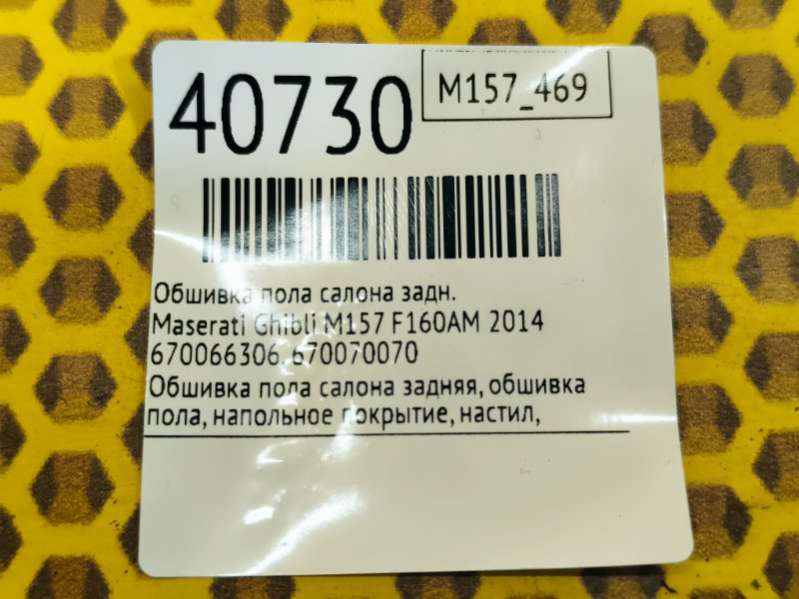 40730
M157_469
Обшивка пола салона задн.
Maserati Ghibli M157 F160AM 2014
670066306, 670070070
Обшивка пола салона задняя, обшивка
пола, напольное покрытие, настил,